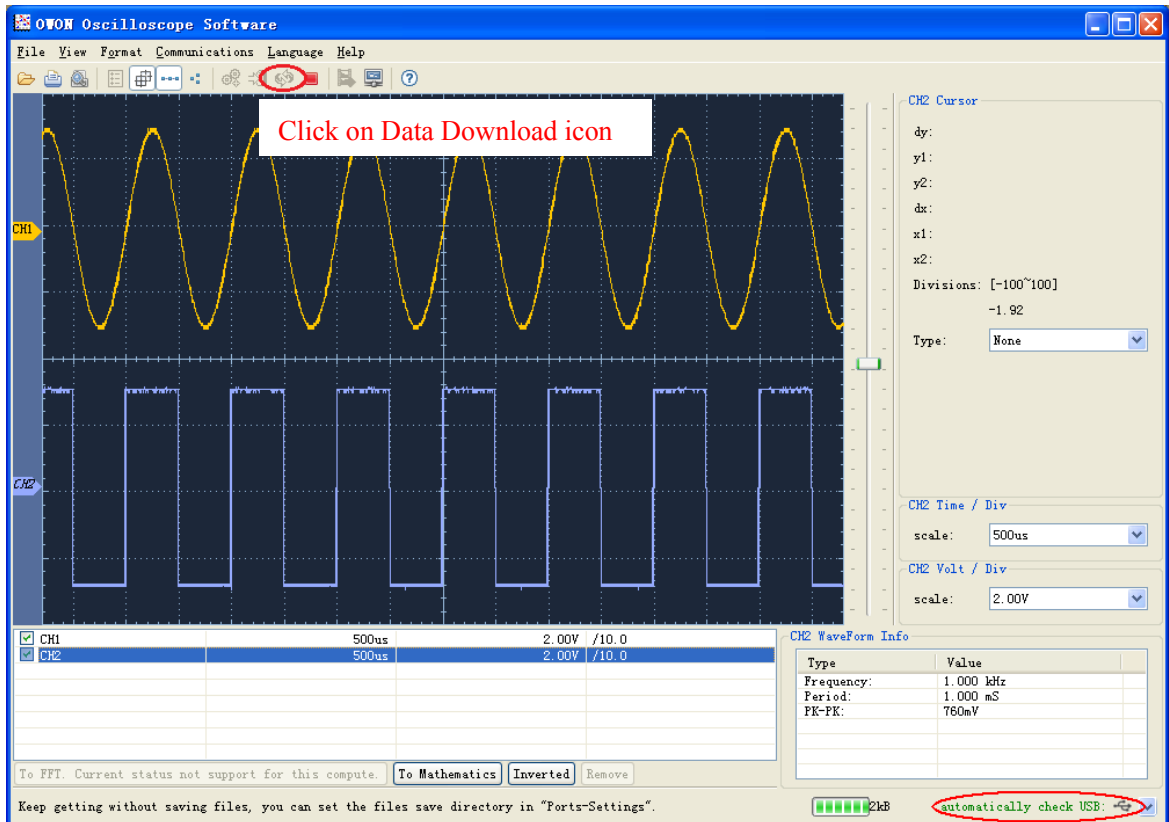 OWON Oscilloscope Software
File View Format Communications Language Help
Click on Data Download icon
CH1
CH2
CH2 Cursor
dy:
y1:
y2:
dx:
x1:
x2:
Divisions: [-100~100]
-1.92
Type: None
CH2 Time / Div
scale: 500us
CH2 Volt / Div
scale: 2.00V
CH1 500us 2.00V /10.0
CH2 500us 2.00V /10.0
CH2 WaveForm Info
Type Value
Frequency: 1.000 kHz
Period: 1.000 mS
PK-PK: 760mV
To FFT. Current status not support for this compute. To Mathematics Inverted Remove
Keep getting without saving files, you can set the files save directory in "Ports-Settings". 2kB automatically check USB: